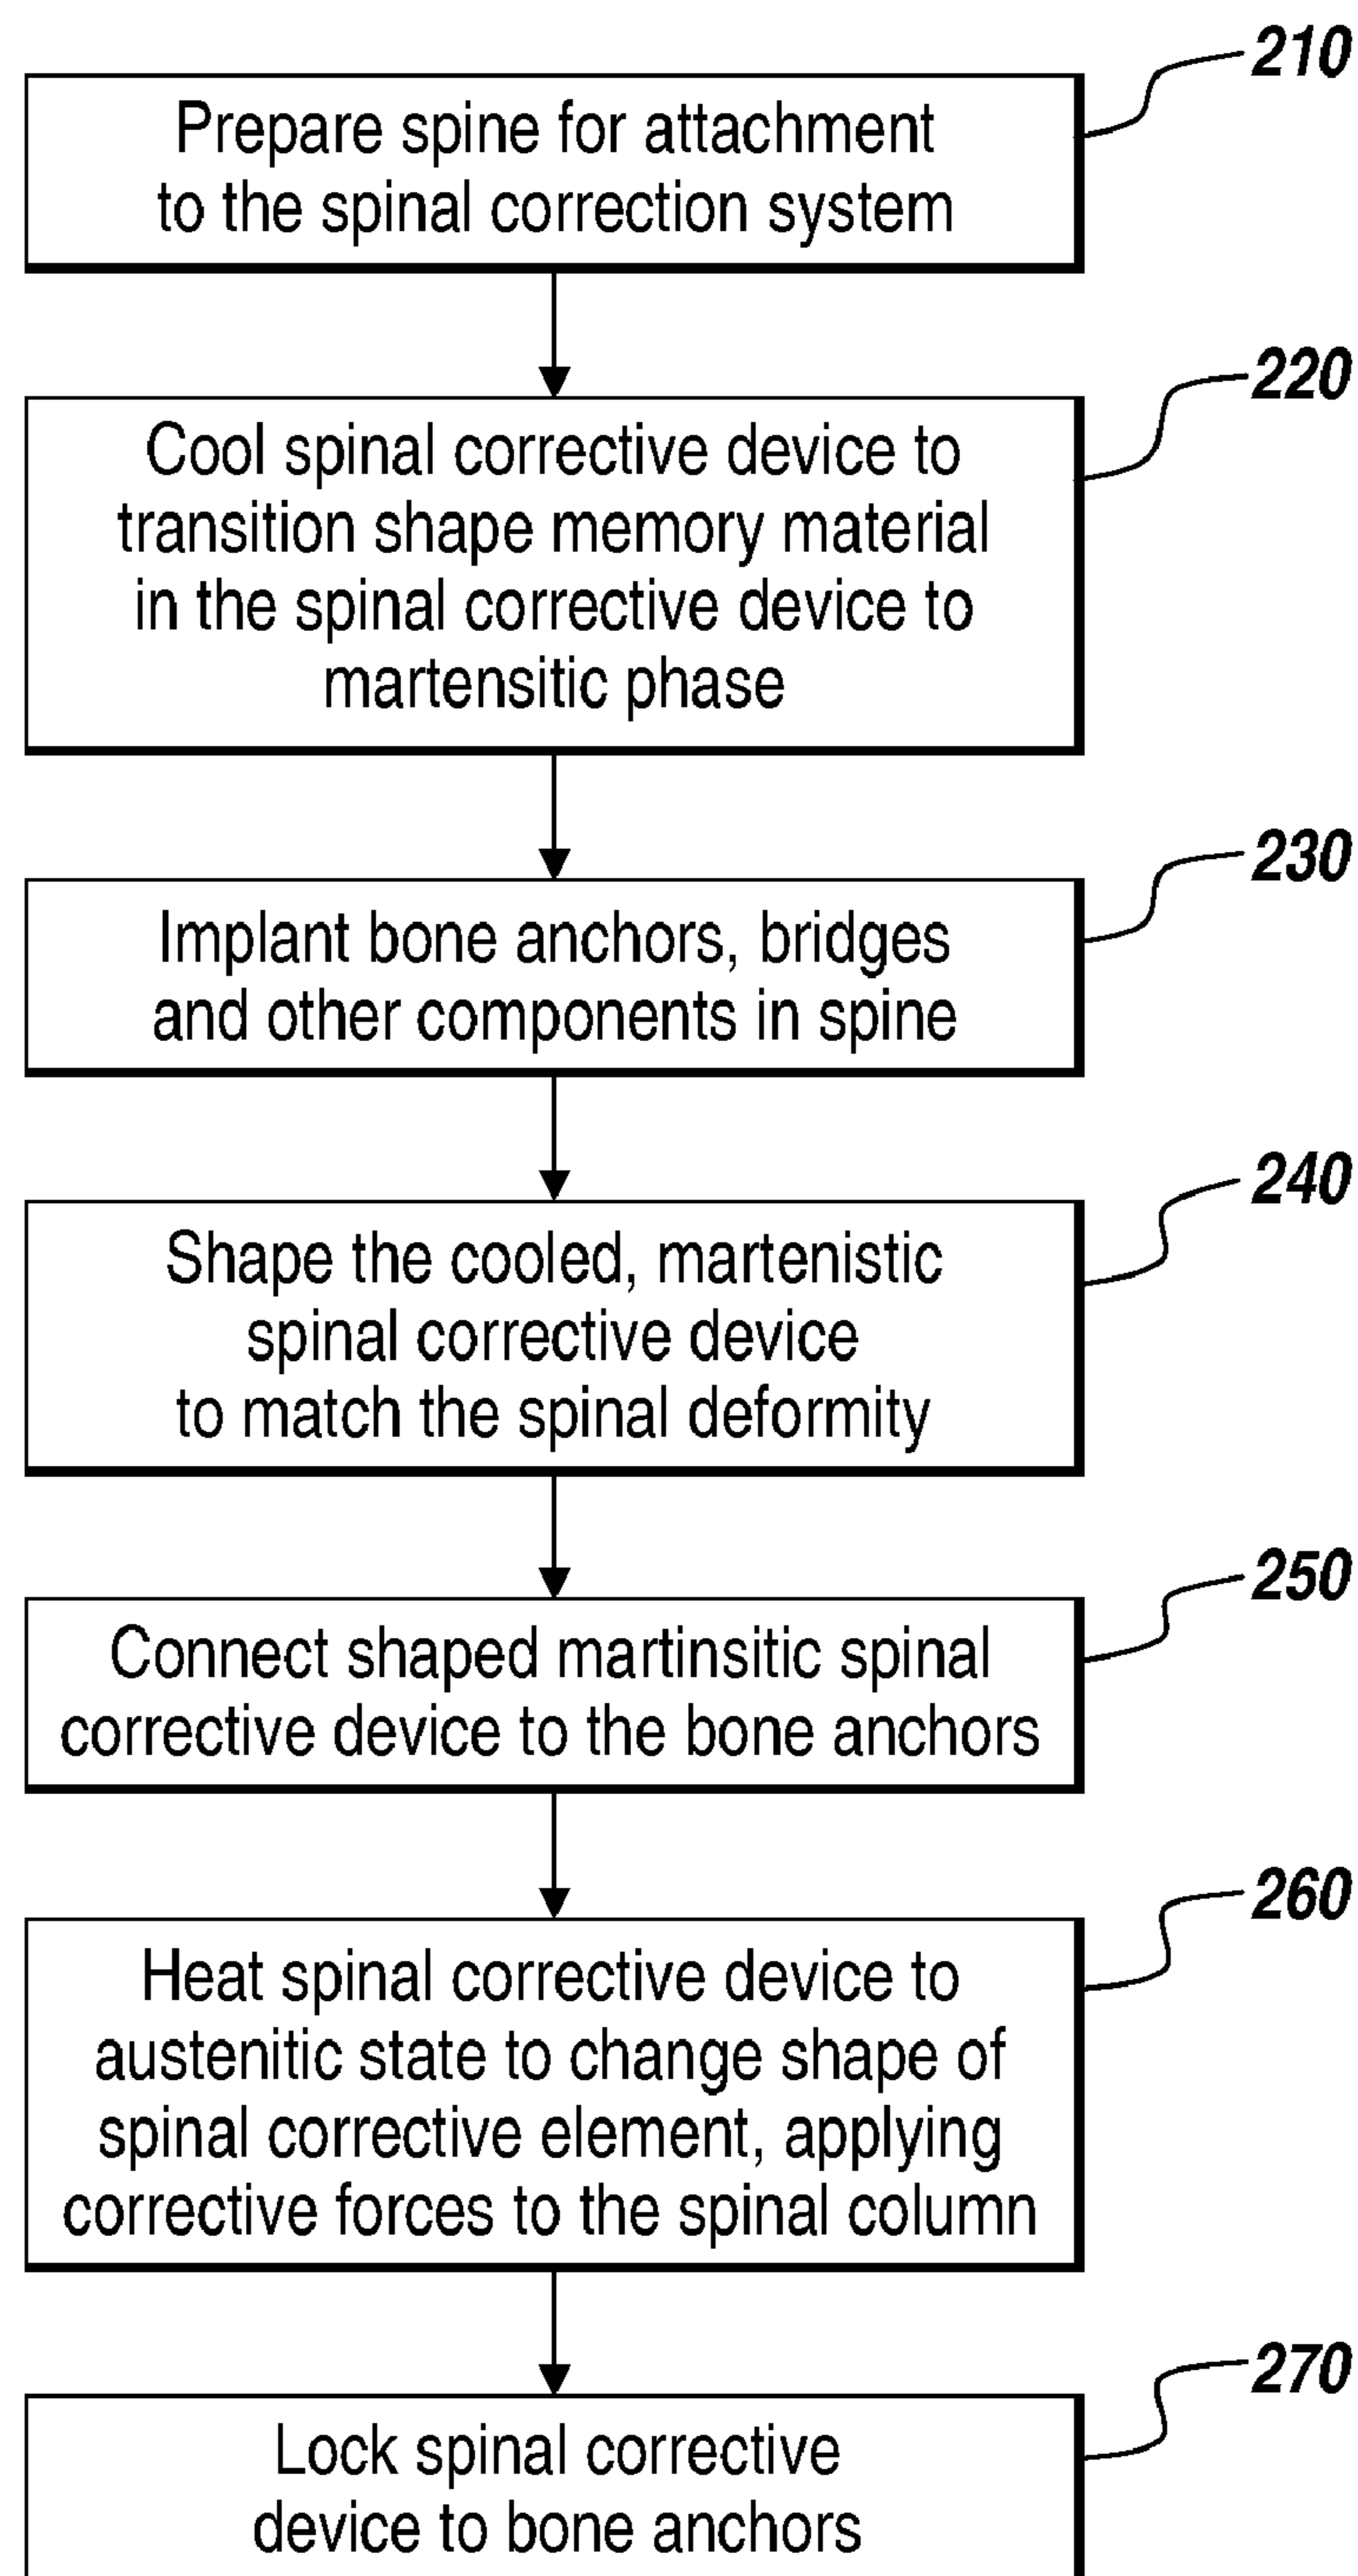 210
Prepare spine for attachment
to the spinal correction system
220
Cool spinal corrective device to
transition shape memory material
in the spinal corrective device to
martensitic phase
230
Implant bone anchors, bridges
and other components in spine
240
Shape the cooled, martenistic
spinal corrective device
to match the spinal deformity
250
Connect shaped martinsitic spinal
corrective device to the bone anchors
260
Heat spinal corrective device to
austenitic state to change shape of
spinal corrective element, applying
corrective forces to the spinal column
270
Lock spinal corrective
device to bone anchors